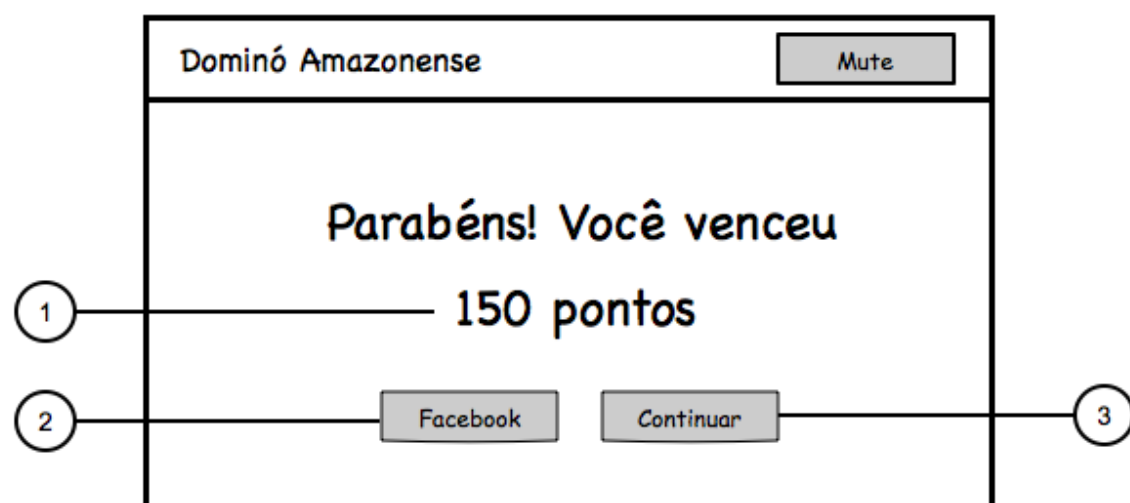 Dominó Amazonense Mute
Parabéns! Você venceu
1 150 pontos
2 Facebook Continuar 3